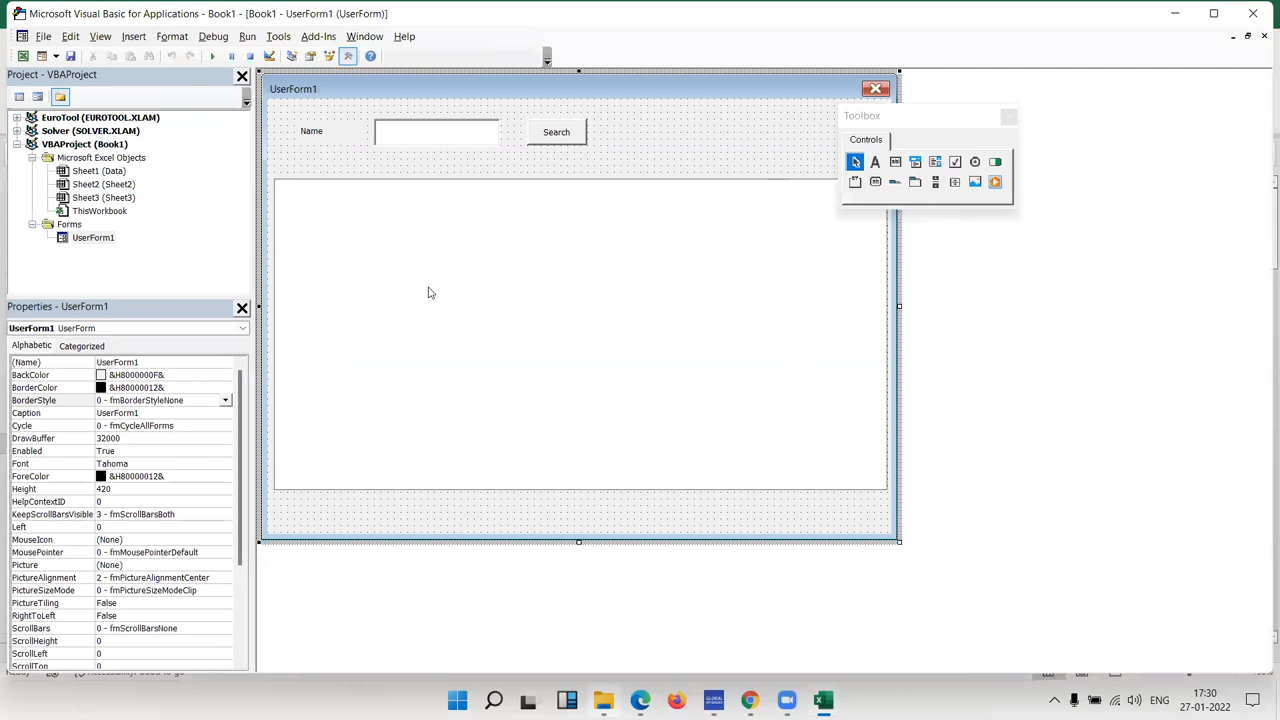 Microsoft Visual Basic for Applications - Book1 - [Book1 - UserForm1 (UserForm)]
File Edit View Insert Format Debug Run Tools Add-Ins Window Help
Project - VBAProject
EuroTool (EUROTOOL.XLAM)
Solver (SOLVER.XLAM)
VBAProject (Book1)
Microsoft Excel Objects
Sheet1 (Data)
Sheet2 (Sheet2)
Sheet3 (Sheet3)
ThisWorkbook
Forms
UserForm1
Properties - UserForm1
UserForm1 UserForm
Alphabetic Categorized
(Name) UserForm1
BackColor &H8000000F&
BorderColor &H80000012&
BorderStyle 0 - fmBorderStyleNone
Caption UserForm1
Cycle 0 - fmCycleAllForms
DrawBuffer 32000
Enabled True
Font Tahoma
ForeColor &H80000012&
Height 420
HelpContextID 0
KeepScrollBarsVisible 3 - fmScrollBarsBoth
Left 0
MouseIcon (None)
MousePointer 0 - fmMousePointerDefault
Picture (None)
PictureAlignment 2 - fmPictureAlignmentCenter
PictureSizeMode 0 - fmPictureSizeModeClip
PictureTiling False
RightToLeft False
ScrollBars 0 - fmScrollBarsNone
ScrollHeight 0
ScrollLeft 0
ScrollTop 0
UserForm1
Name Search
Toolbox
Controls
A ab
XY ab
GLOBAL
ENG
17:30
27-01-2022